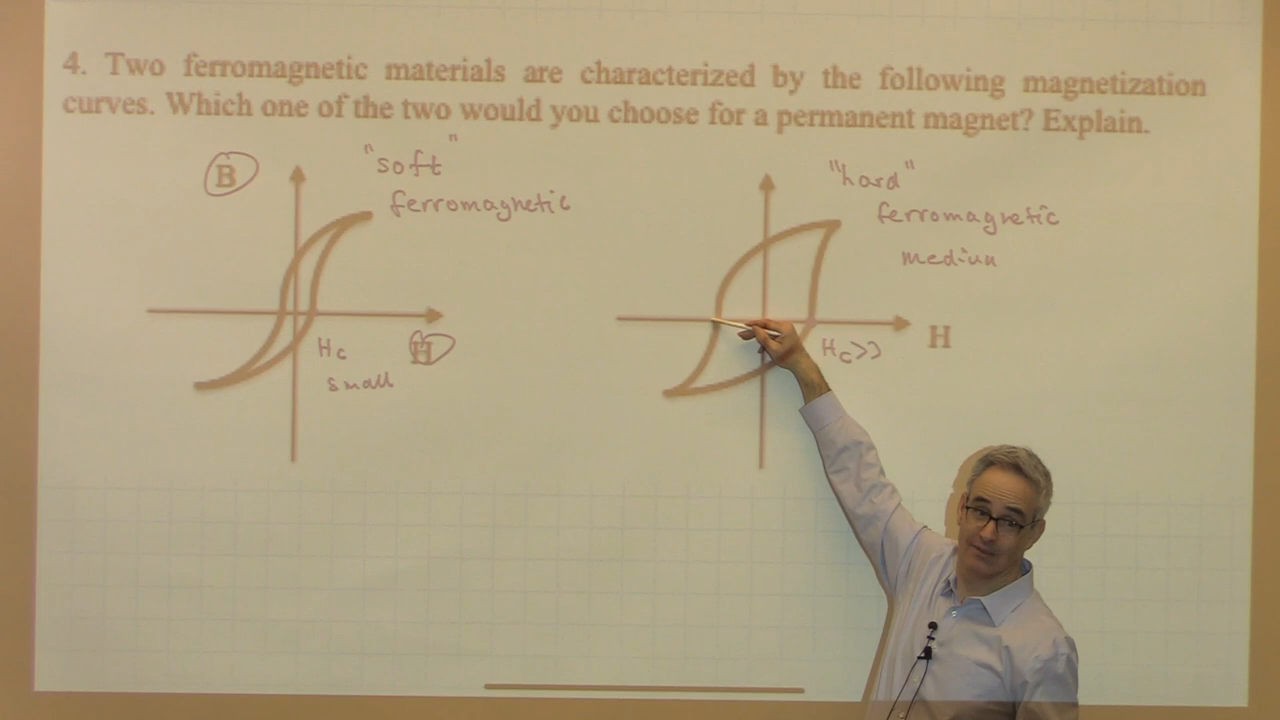 4. Two ferromagnetic materials are characterized by the following magnetization
curves. Which one of the two would you choose for a permanent magnet? Explain.
B
"soft"
ferromagnetic
Hc
small
H
"hard"
ferromagnetic
medium
Hc>>
H